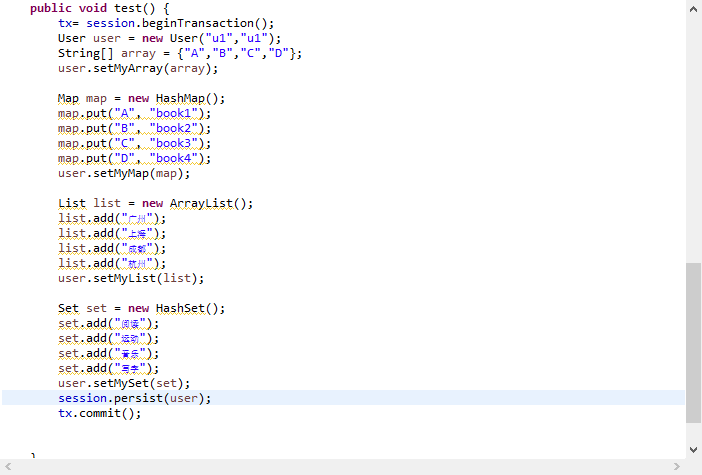 public void test() {
tx= session.beginTransaction();
User user = new User("u1","u1");
String[] array = {"A","B","C","D"};
user.setMyArray(array);
Map map = new HashMap();
map.put("A", "book1");
map.put("B", "book2");
map.put("C", "book3");
map.put("D", "book4");
user.setMyMap(map);
List list = new ArrayList();
list.add("广州");
list.add("上海");
list.add("成都");
list.add("杭州");
user.setMyList(list);
Set set = new HashSet();
set.add("阅读");
set.add("运动");
set.add("音乐");
set.add("写字");
user.setMySet(set);
session.persist(user);
tx.commit();
}